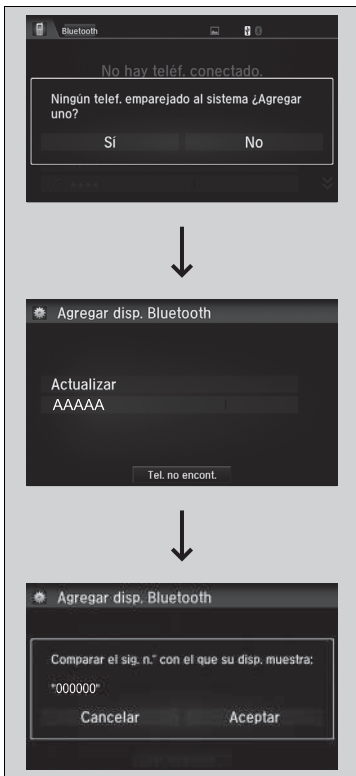 Bluetooth
No hay teléf. conectado.
Ningún telef. emparejado al sistema ¿Agregar
uno?
Sí No
Agregar disp. Bluetooth
Actualizar
AAAAA
Tel. no encont.
Agregar disp. Bluetooth
Comparar el sig. n.° con el que su disp. muestra:
"000000"
Cancelar Aceptar